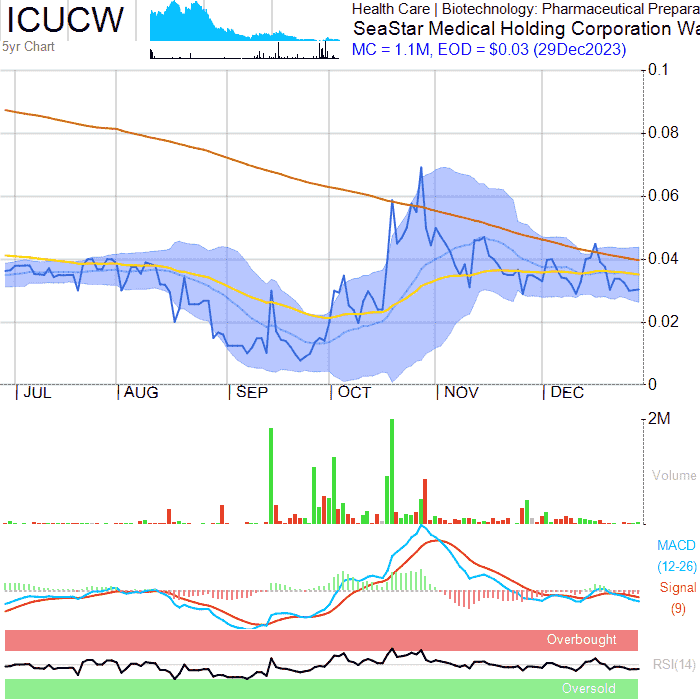 ICUCW
5yr Chart
Health Care | Biotechnology: Pharmaceutical Prepara
SeaStar Medical Holding Corporation Wa
MC = 1.1M, EOD = $0.03 (29Dec2023)
0.1
0.08
0.06
0.04
0.02
0
JUL AUG SEP OCT NOV DEC
2M
Volume
MACD
(12-26)
Signal
(9)
Overbought
RSI(14)
Oversold